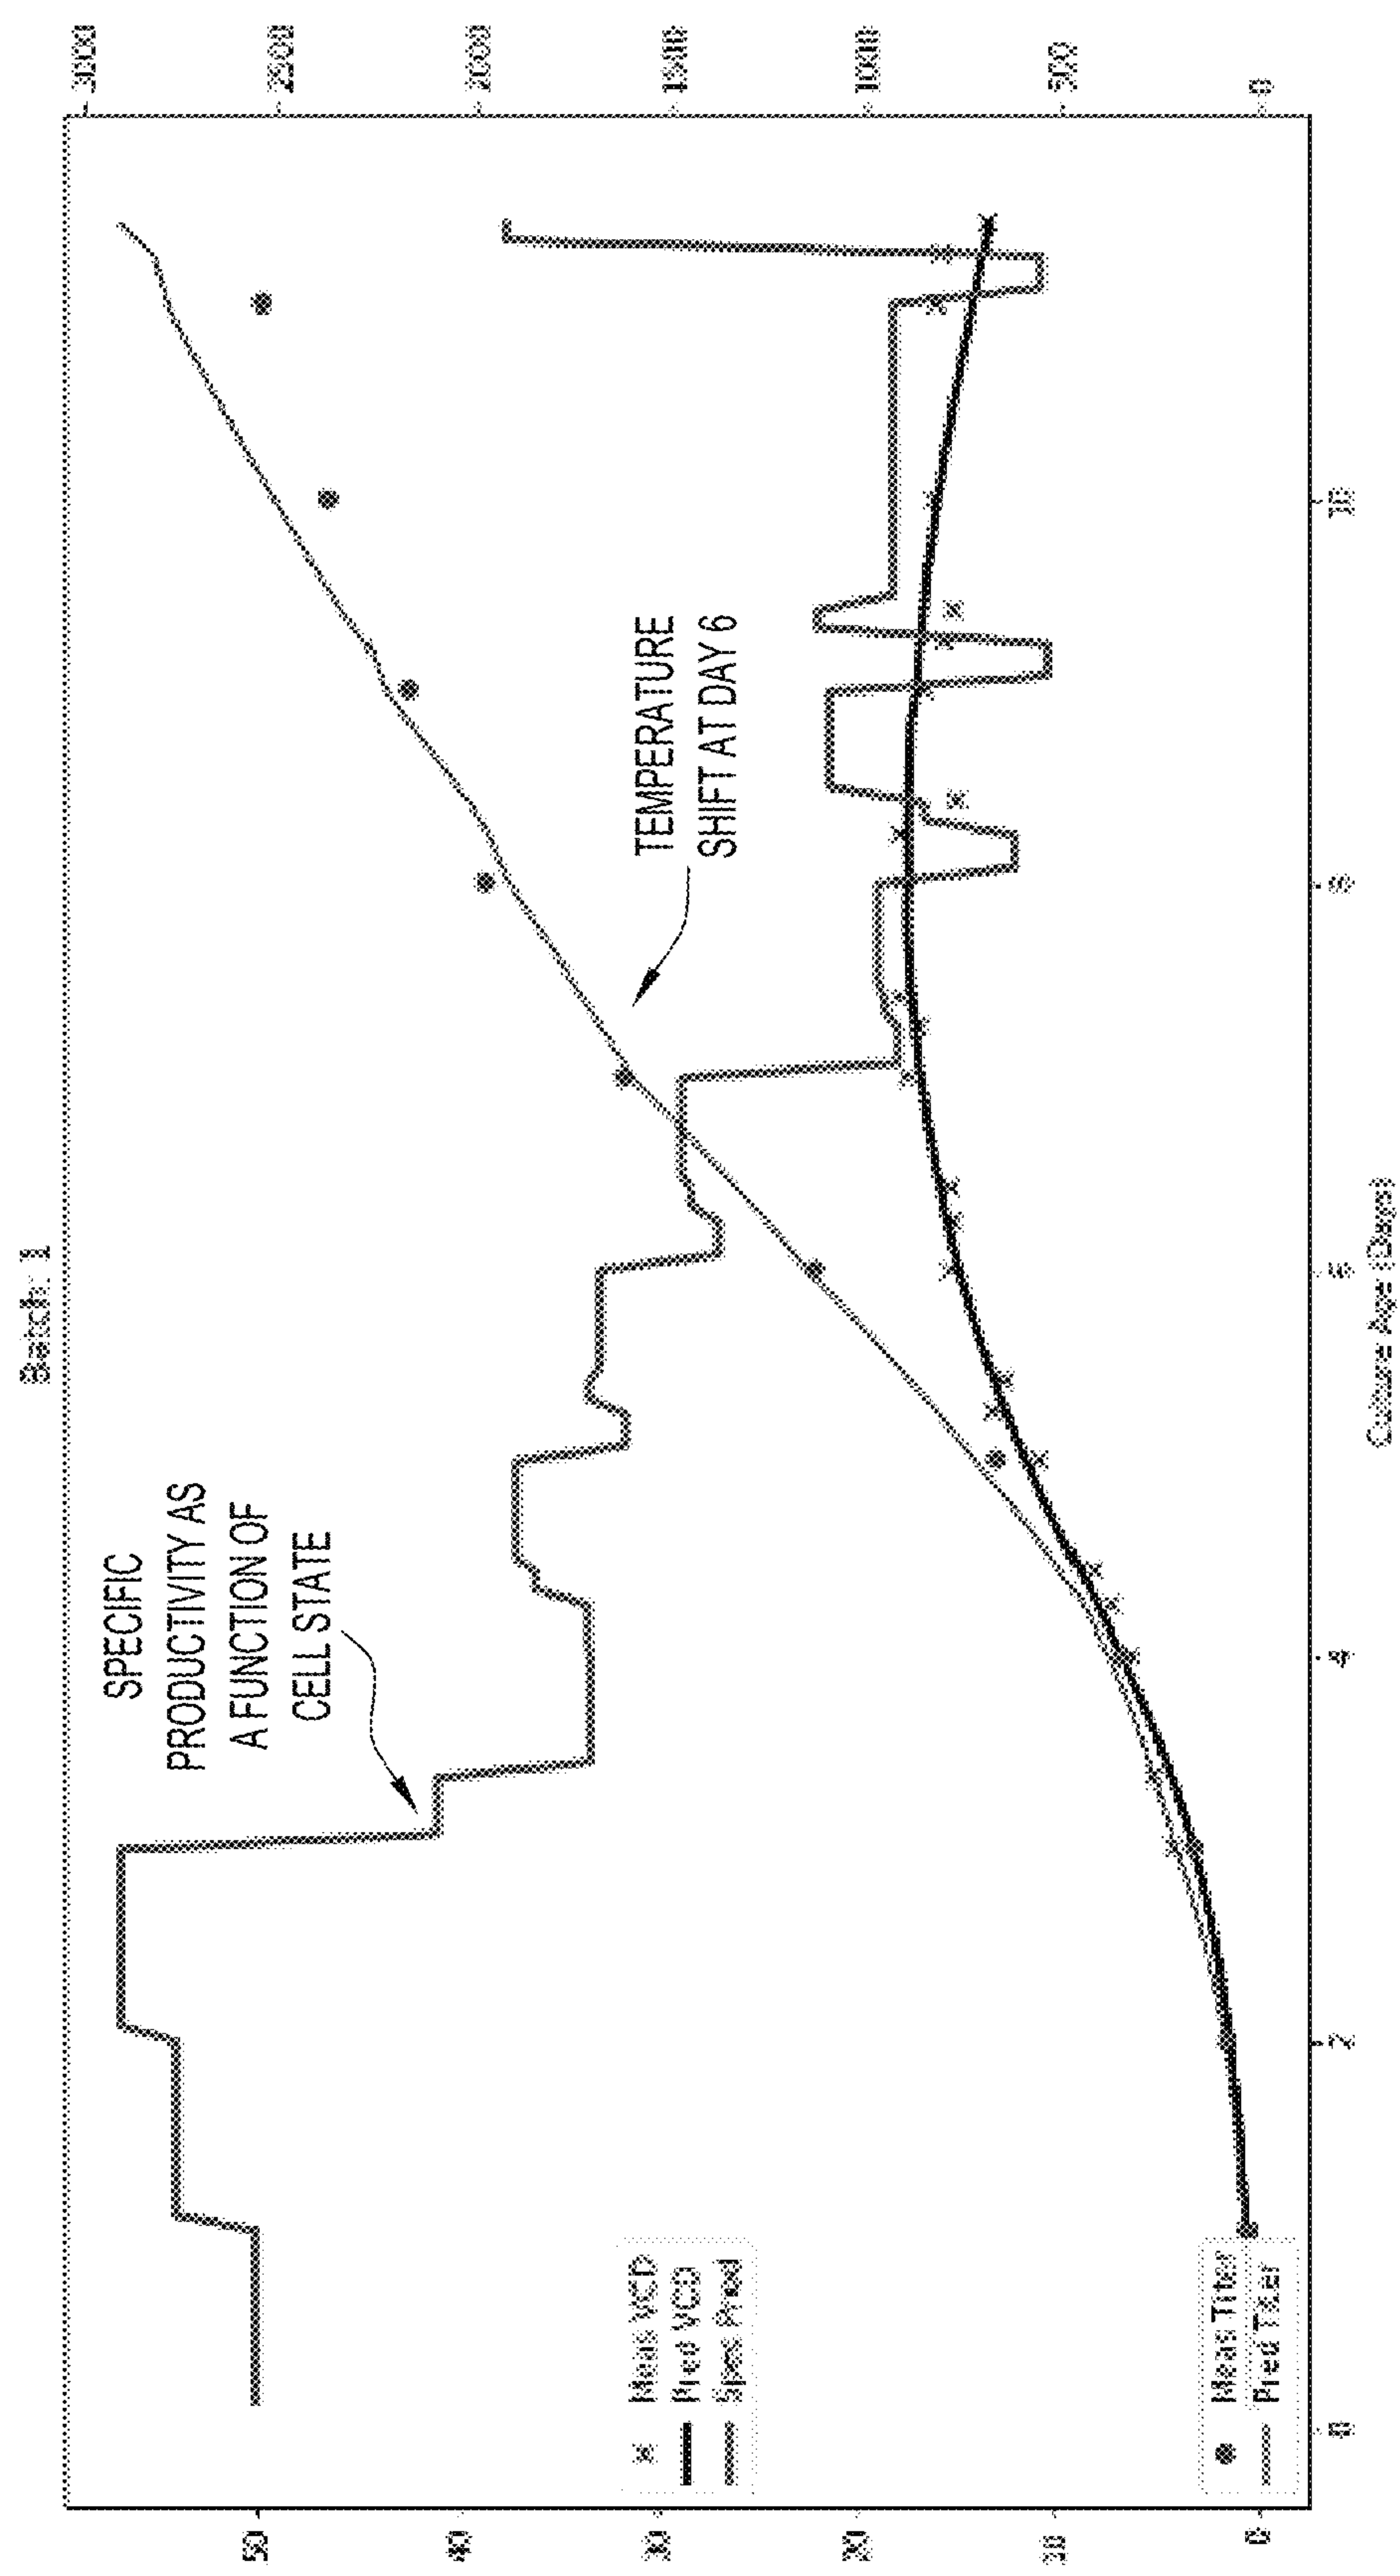 Batch: 1
SPECIFIC
PRODUCTIVITY AS
A FUNCTION OF
CELL STATE
TEMPERATURE
SHIFT AT DAY 6
50
40
30
20
10
0
3000
2500
2000
1500
1000
500
0
Meas VCD
Pred VCD
Spec Prod
Meas Titer
Pred Titer
0
2
4
6
8
10
Culture Age (Days)